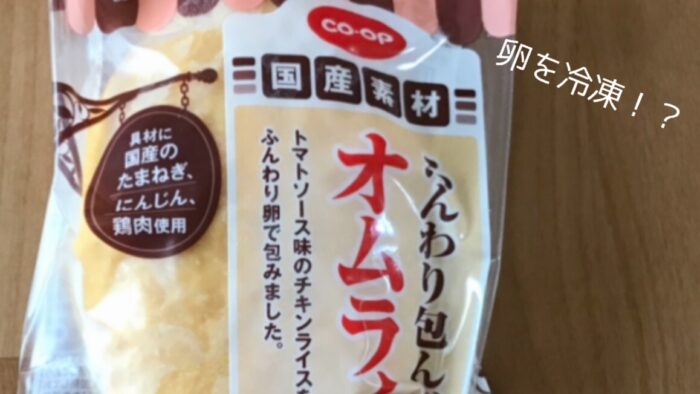 CO-OP
卵を冷凍！？
国産素材
具材に
国産の
たまねぎ、
にんじん、
鶏肉使用
ふんわり包ん
オムラ
トマトソース味のチキンライスを
ふんわり卵で包みました。